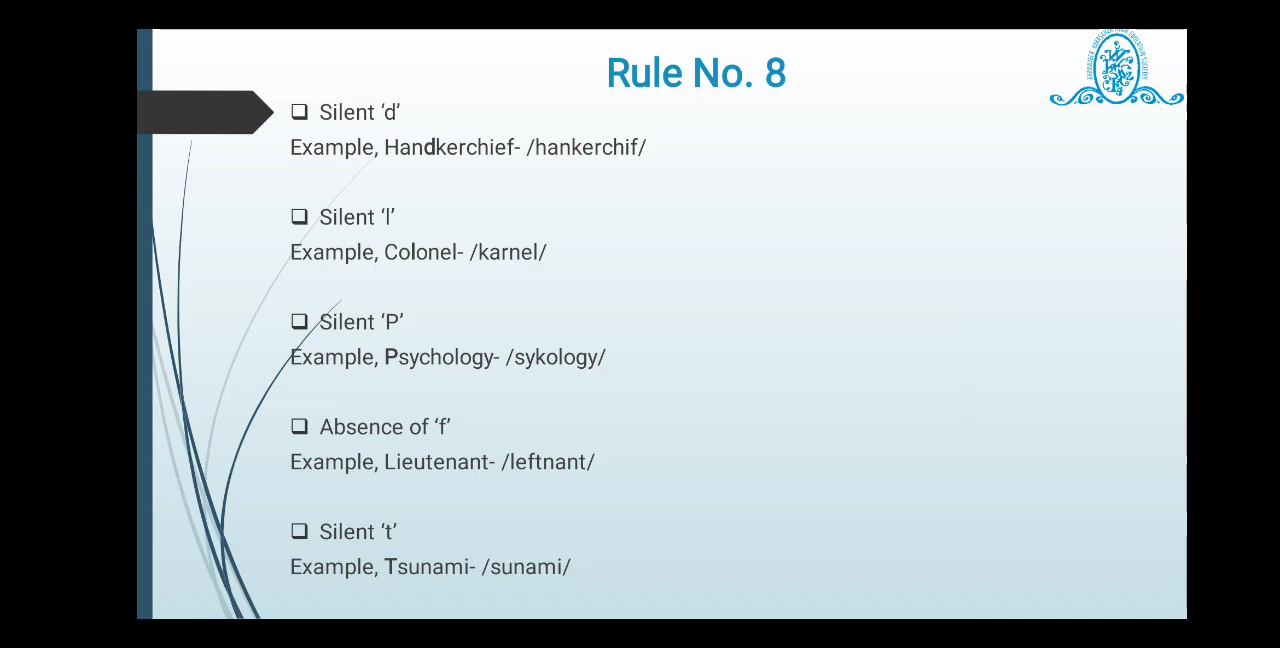 Rule No. 8
❑ Silent ‘d’
Example, Handkerchief- /hankerchif/
❑ Silent ‘l’
Example, Colonel- /karnel/
❑ Silent ‘P’
Example, Psychology- /sykology/
❑ Absence of ‘f’
Example, Lieutenant- /leftnant/
❑ Silent ‘t’
Example, Tsunami- /sunami/